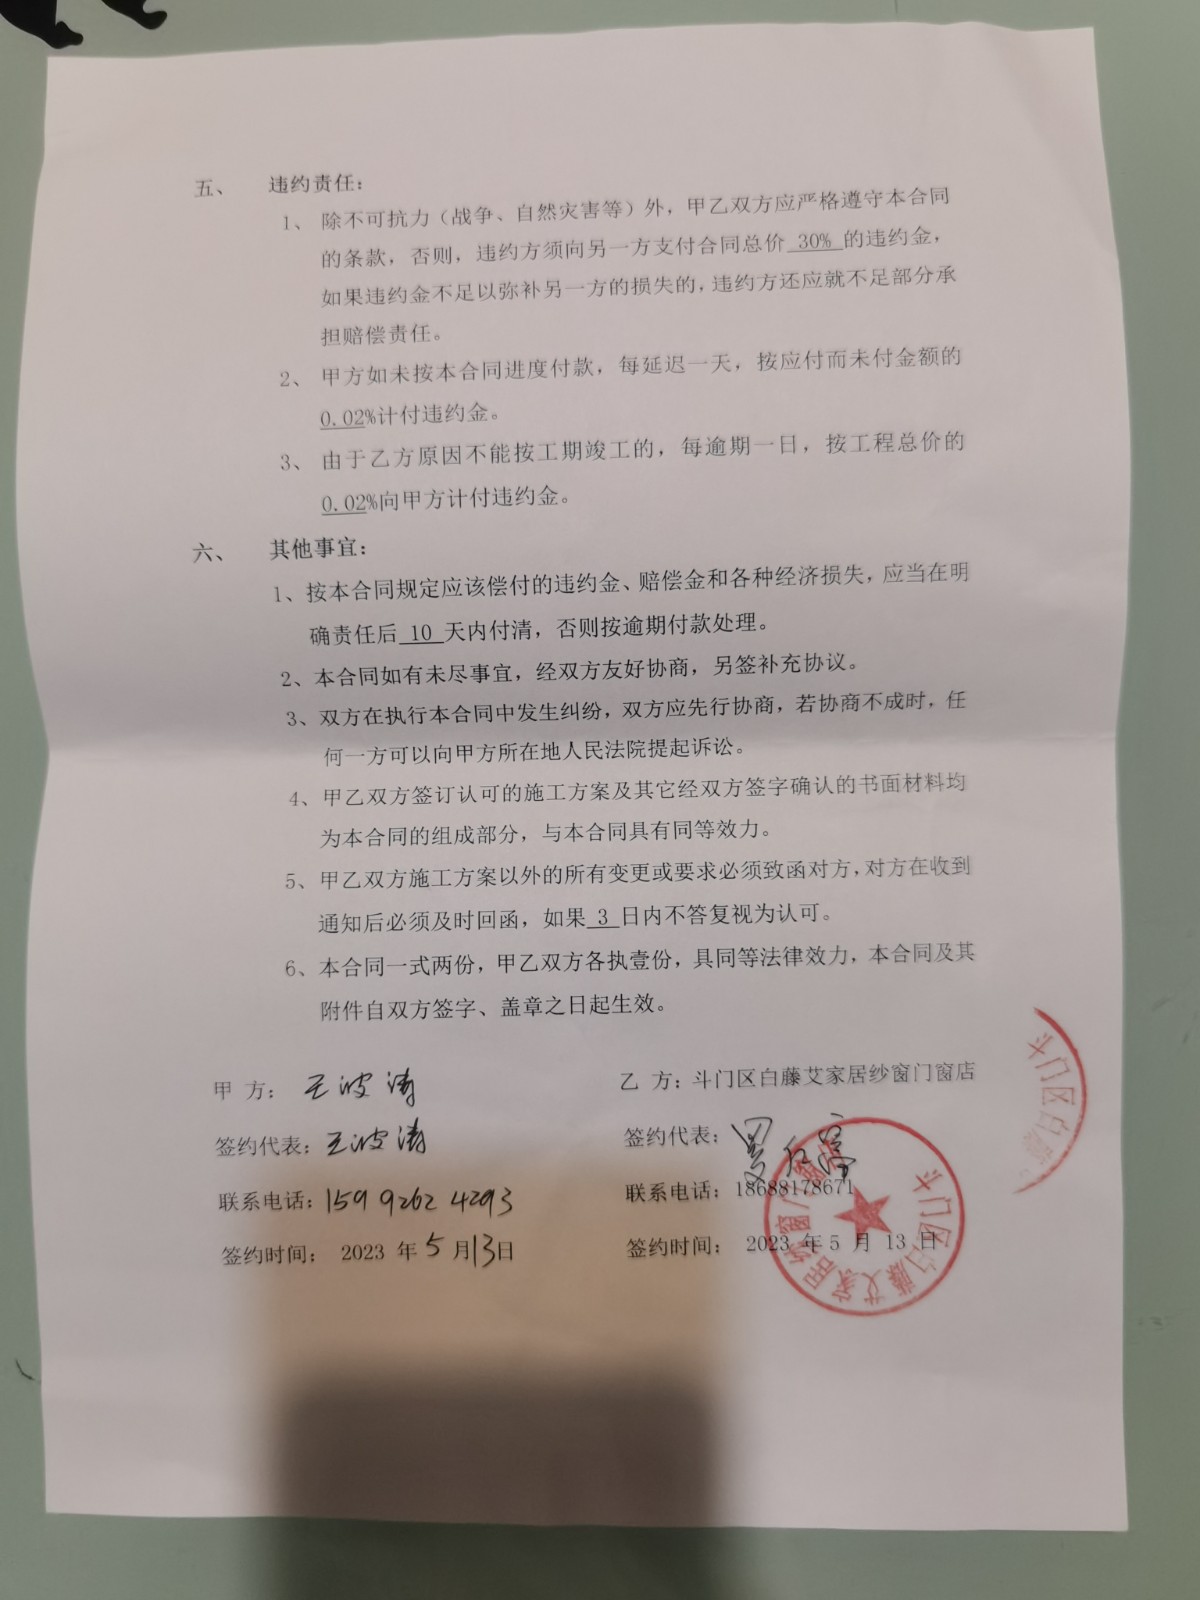 五、 违约责任：
1、 除不可抗力（战争、自然灾害等）外，甲乙双方应严格遵守本合同
的条款，否则，违约方须向另一方支付合同总价 30% 的违约金，
如果违约金不足以弥补另一方的损失的，违约方还应就不足部分承
担赔偿责任。
2、 甲方如未按本合同进度付款，每延迟一天，按应付而未付金额的
0.02%计付违约金。
3、 由于乙方原因不能按工期竣工的，每逾期一日，按工程总价的
0.02%向甲方计付违约金。
六、 其他事宜：
1、按本合同规定应该偿付的违约金、赔偿金和各种经济损失，应当在明
确责任后 10 天内付清，否则按逾期付款处理。
2、本合同如有未尽事宜，经双方友好协商，另签补充协议。
3、双方在执行本合同中发生纠纷，双方应先行协商，若协商不成时，任
何一方可以向甲方所在地人民法院提起诉讼。
4、甲乙双方签订认可的施工方案及其它经双方签字确认的书面材料均
为本合同的组成部分，与本合同具有同等效力。
5、甲乙双方施工方案以外的所有变更或要求必须致函对方，对方在收到
通知后必须及时回函，如果 3 日内不答复视为认可。
6、本合同一式两份，甲乙双方各执壹份，具同等法律效力，本合同及其
附件自双方签字、盖章之日起生效。
甲 方： 王波涛
乙 方：斗门区白藤艾家居纱窗门窗店
签约代表：王波涛
签约代表：
联系电话：159 9262 4293
联系电话：18688178671
签约时间： 2023 年 5 月 13 日
签约时间： 2023 年 5 月 13 日
斗门区白藤艾家居纱窗门窗店
斗门区白藤